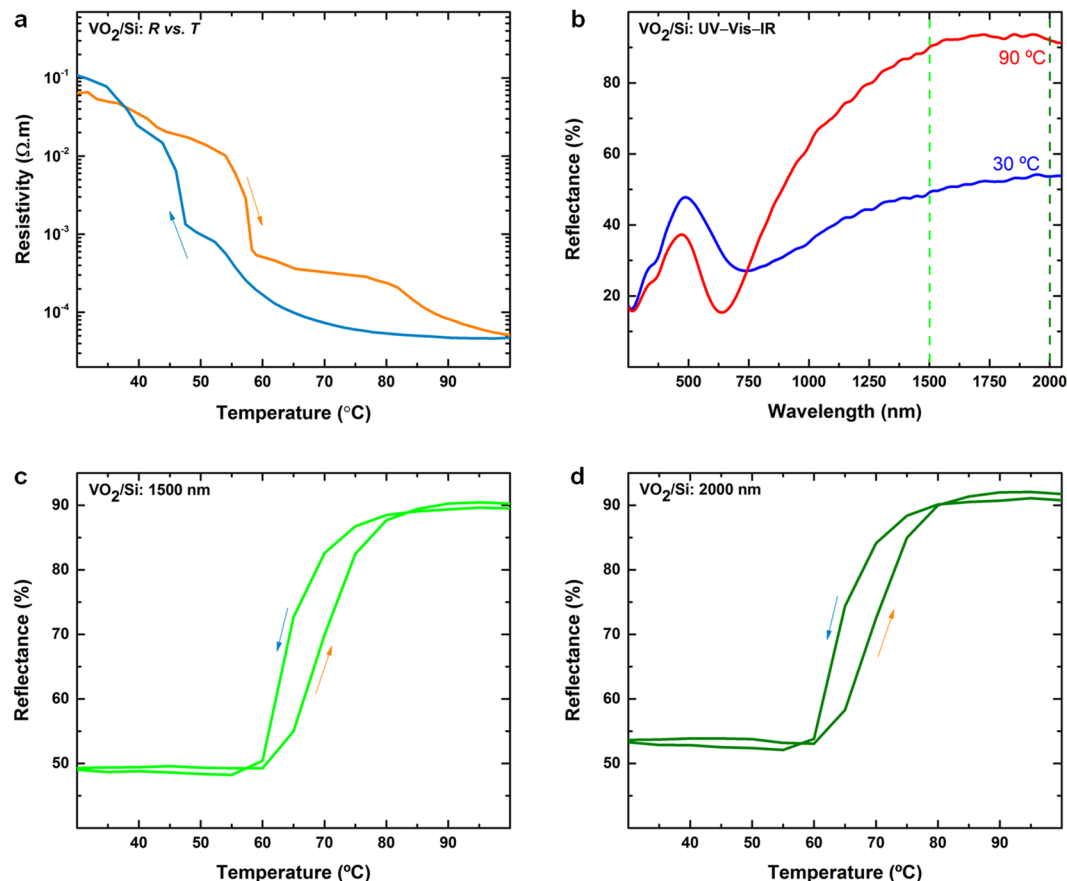 a
VO2/Si: R vs. T
10-1
10-2
10-3
10-4
Resistivity (Ω.m)
40 50 60 70 80 90
Temperature (°C)
b
VO2/Si: UV–Vis–IR
90 ºC
30 ºC
80
60
40
20
Reflectance (%)
500 750 1000 1250 1500 1750 2000
Wavelength (nm)
c
VO2/Si: 1500 nm
90
80
70
60
50
Reflectance (%)
40 50 60 70 80 90
Temperature (ºC)
d
VO2/Si: 2000 nm
90
80
70
60
50
Reflectance (%)
40 50 60 70 80 90
Temperature (ºC)